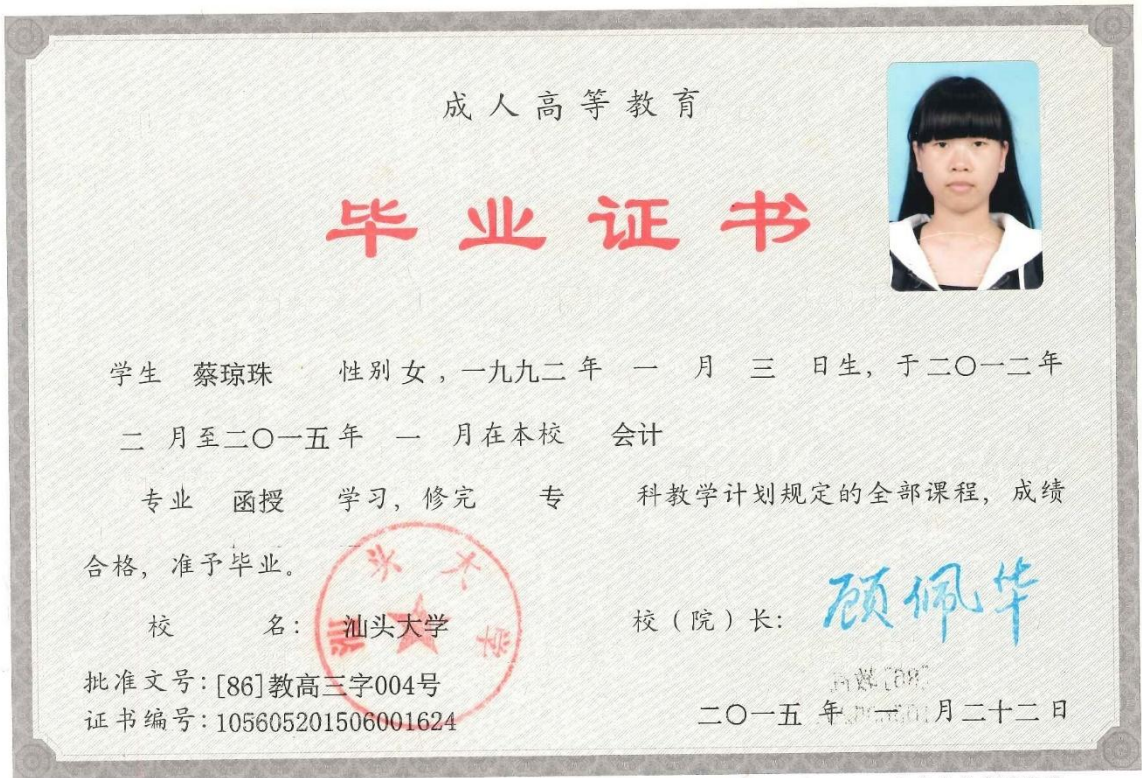 成人高等教育
毕业证书
学生 蔡琼珠 性别女，一九九二年 一 月 三 日生，于二〇一二年
二 月至二〇一五年 一 月在本校 会计
专业 函授 学习，修完 专 科教学计划规定的全部课程，成绩
合格，准予毕业。
校 名：汕头大学
汕头大学
校（院）长：顾佩华
批准文号：[86]教高三字004号
证书编号：105605201506001624
二〇一五 年 一 月二十二日